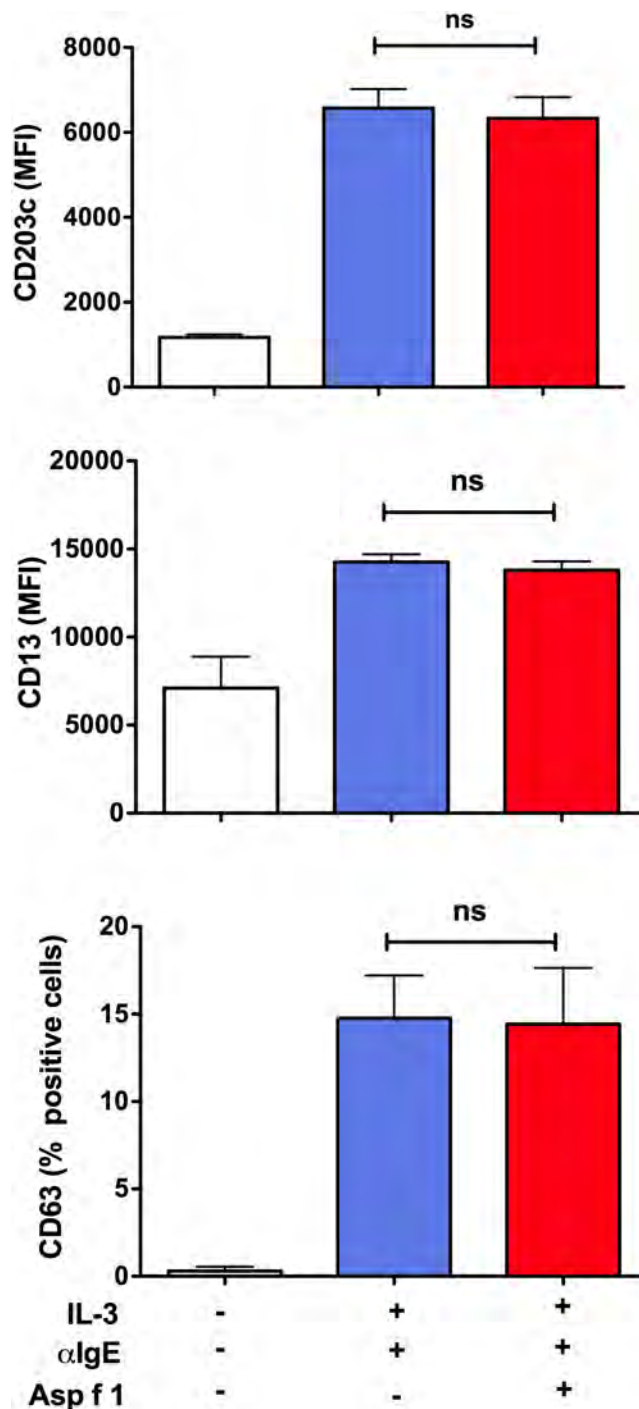 ns
8000
6000
4000
2000
0
CD203c (MFI)
ns
20000
15000
10000
5000
0
CD13 (MFI)
ns
20
15
10
5
0
CD63 (% positive cells)
IL-3 - + +
αIgE - + +
Asp f 1 - - +